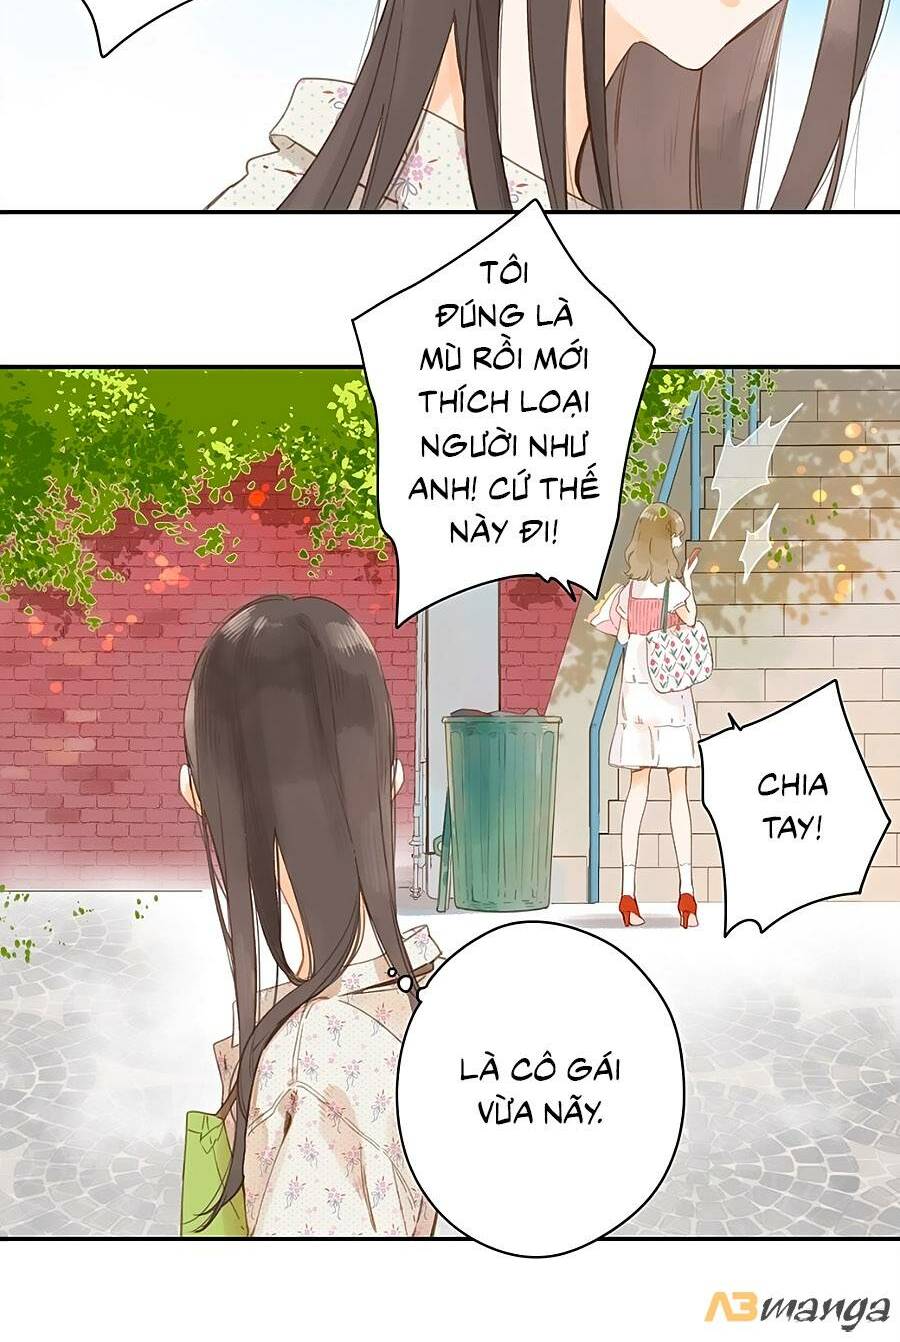 TÔI
ĐÚNG LÀ
MÙ RỒI MỚI
THÍCH LOẠI
NGƯỜI NHƯ
ANH! CỨ THẾ
NÀY ĐI!
CHIA
TAY!
LÀ CÔ GÁI
VỪA NÃY.
A3manga